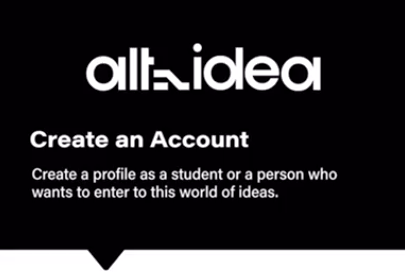 alt idea
Create an Account
Create a profile as a student or a person who
wants to enter to this world of ideas.